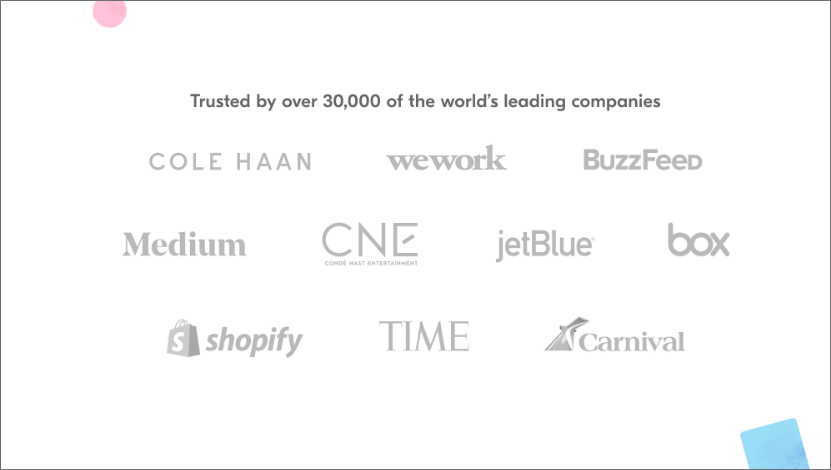 Trusted by over 30,000 of the world’s leading companies
COLE HAAN wework BuzzFeed
Medium CNE jetBlue® box
CONDÉ NAST ENTERTAINMENT
S shopify TIME Carnival